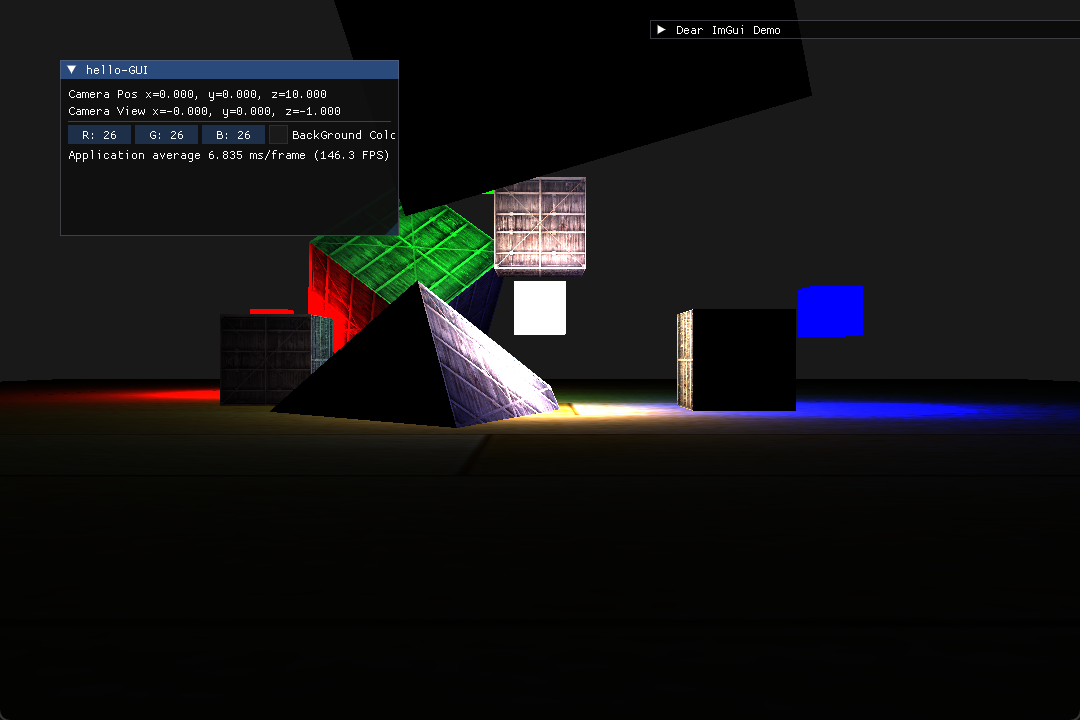 Dear ImGui Demo
hello-GUI
Camera Pos x=0.000, y=0.000, z=10.000
Camera View x=-0.000, y=0.000, z=-1.000
R: 26 G: 26 B: 26 BackGround Colc
Application average 6.835 ms/frame (146.3 FPS)